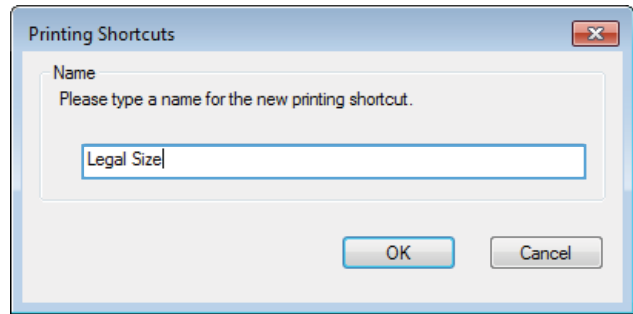 Printing Shortcuts
Name
Please type a name for the new printing shortcut.
Legal Size
OK
Cancel